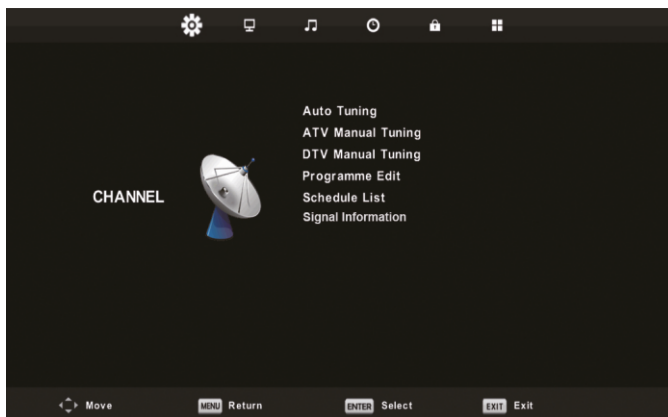 Auto Tuning
ATV Manual Tuning
DTV Manual Tuning
Programme Edit
CHANNEL
Schedule List
Signal Information
Move
MENU Return
ENTER Select
EXIT Exit